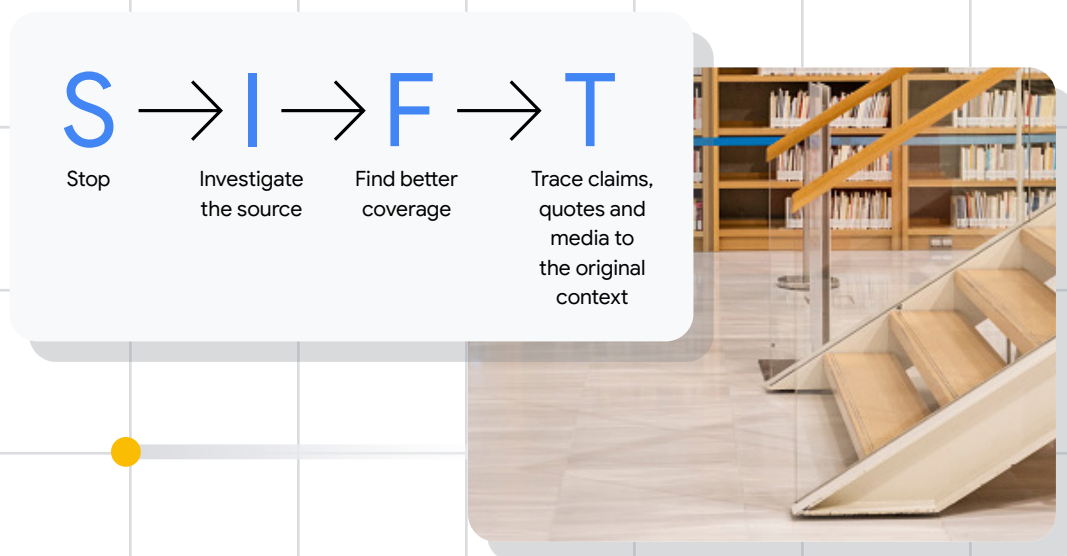 S → I → F → T
Stop
Investigate
the source
Find better
coverage
Trace claims,
quotes and
media to
the original
context